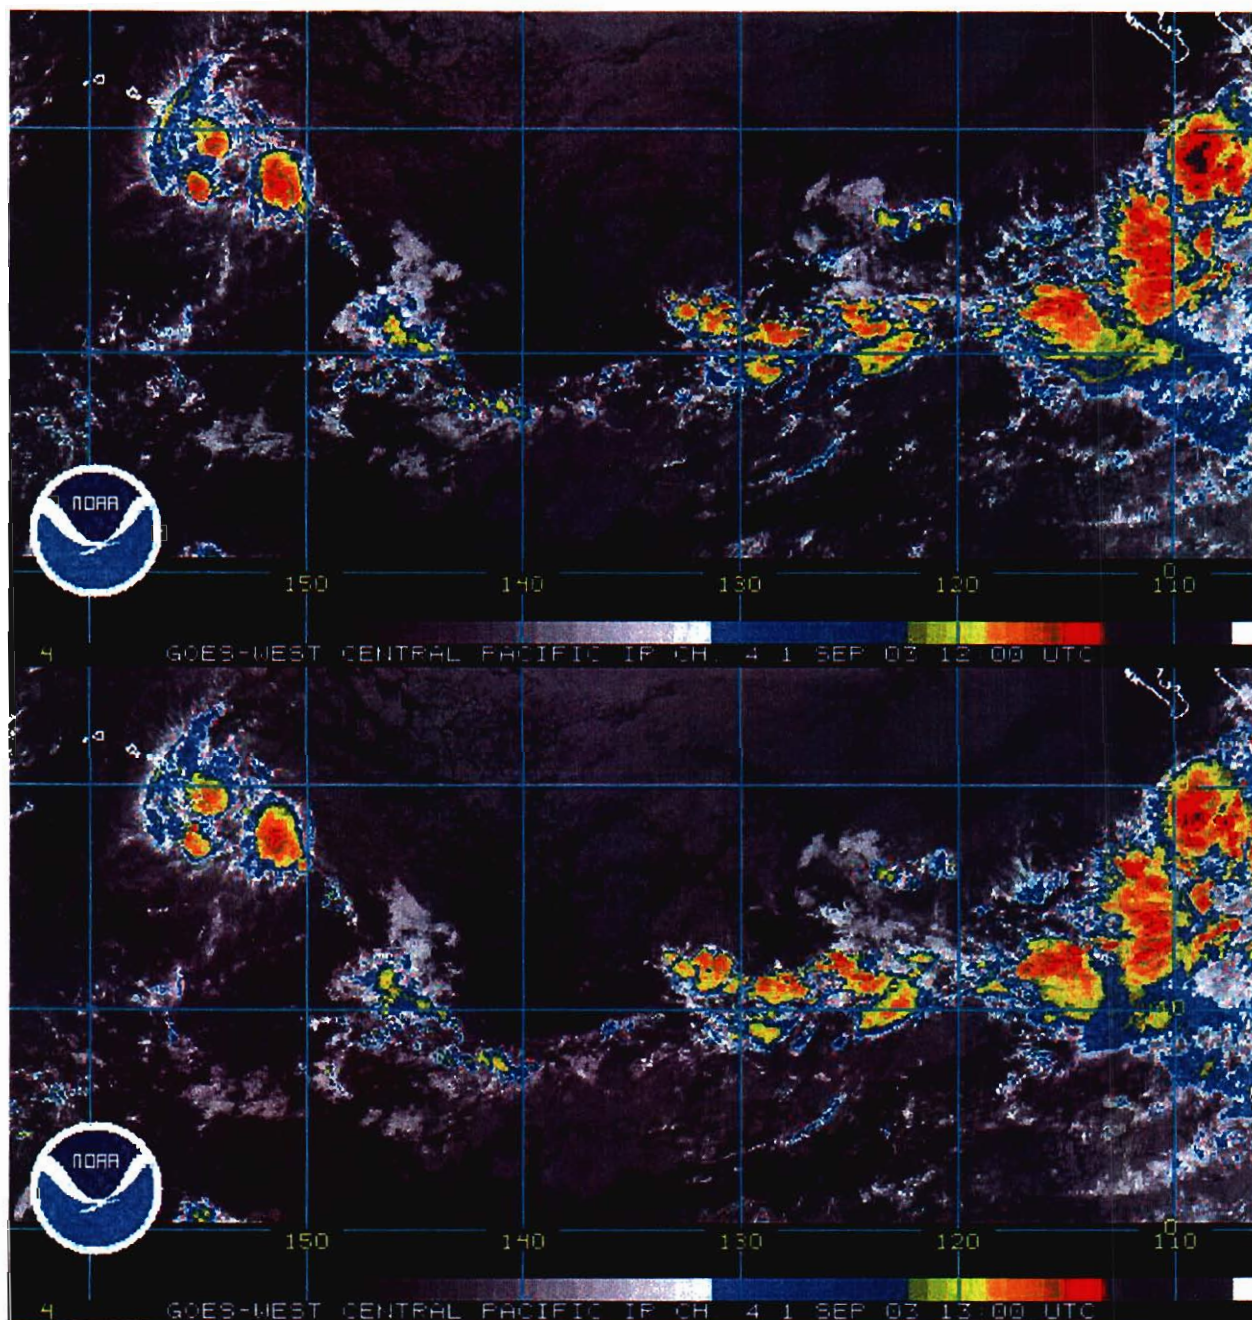 NOAA
0
150 140 130 120 110
4 GOES-WEST CENTRAL PACIFIC IR CH. 4 1 SEP 03 12:00 UTC
NOAA
0
150 140 130 120 110
4 GOES-WEST CENTRAL PACIFIC IR CH. 4 1 SEP 03 13:00 UTC